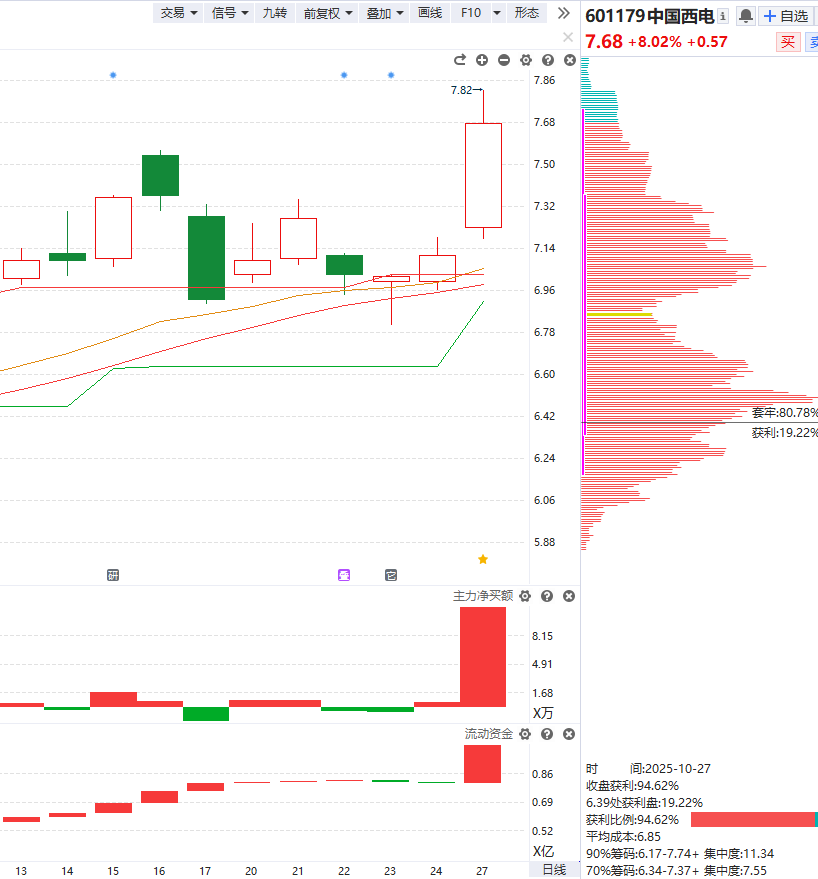 交易 信号 九转 前复权 叠加 画线 F10 形态
601179 中国西电 自选
7.68 +8.02% +0.57 买
7.82
7.86
7.68
7.50
7.32
7.14
6.96
6.78
6.60
6.42
6.24
6.06
5.88
套牢:80.78%
获利:19.22%
研
主力净买额
8.15
4.91
1.68
X万
流动资金
0.86
0.69
0.52
X亿
13 14 15 16 17 20 21 22 23 24 27 日线
时 间:2025-10-27
收盘获利:94.62%
6.39处获利盘:19.22%
获利比例:94.62%
平均成本:6.85
90%筹码:6.17-7.74+ 集中度:11.34
70%筹码:6.34-7.37+ 集中度:7.55